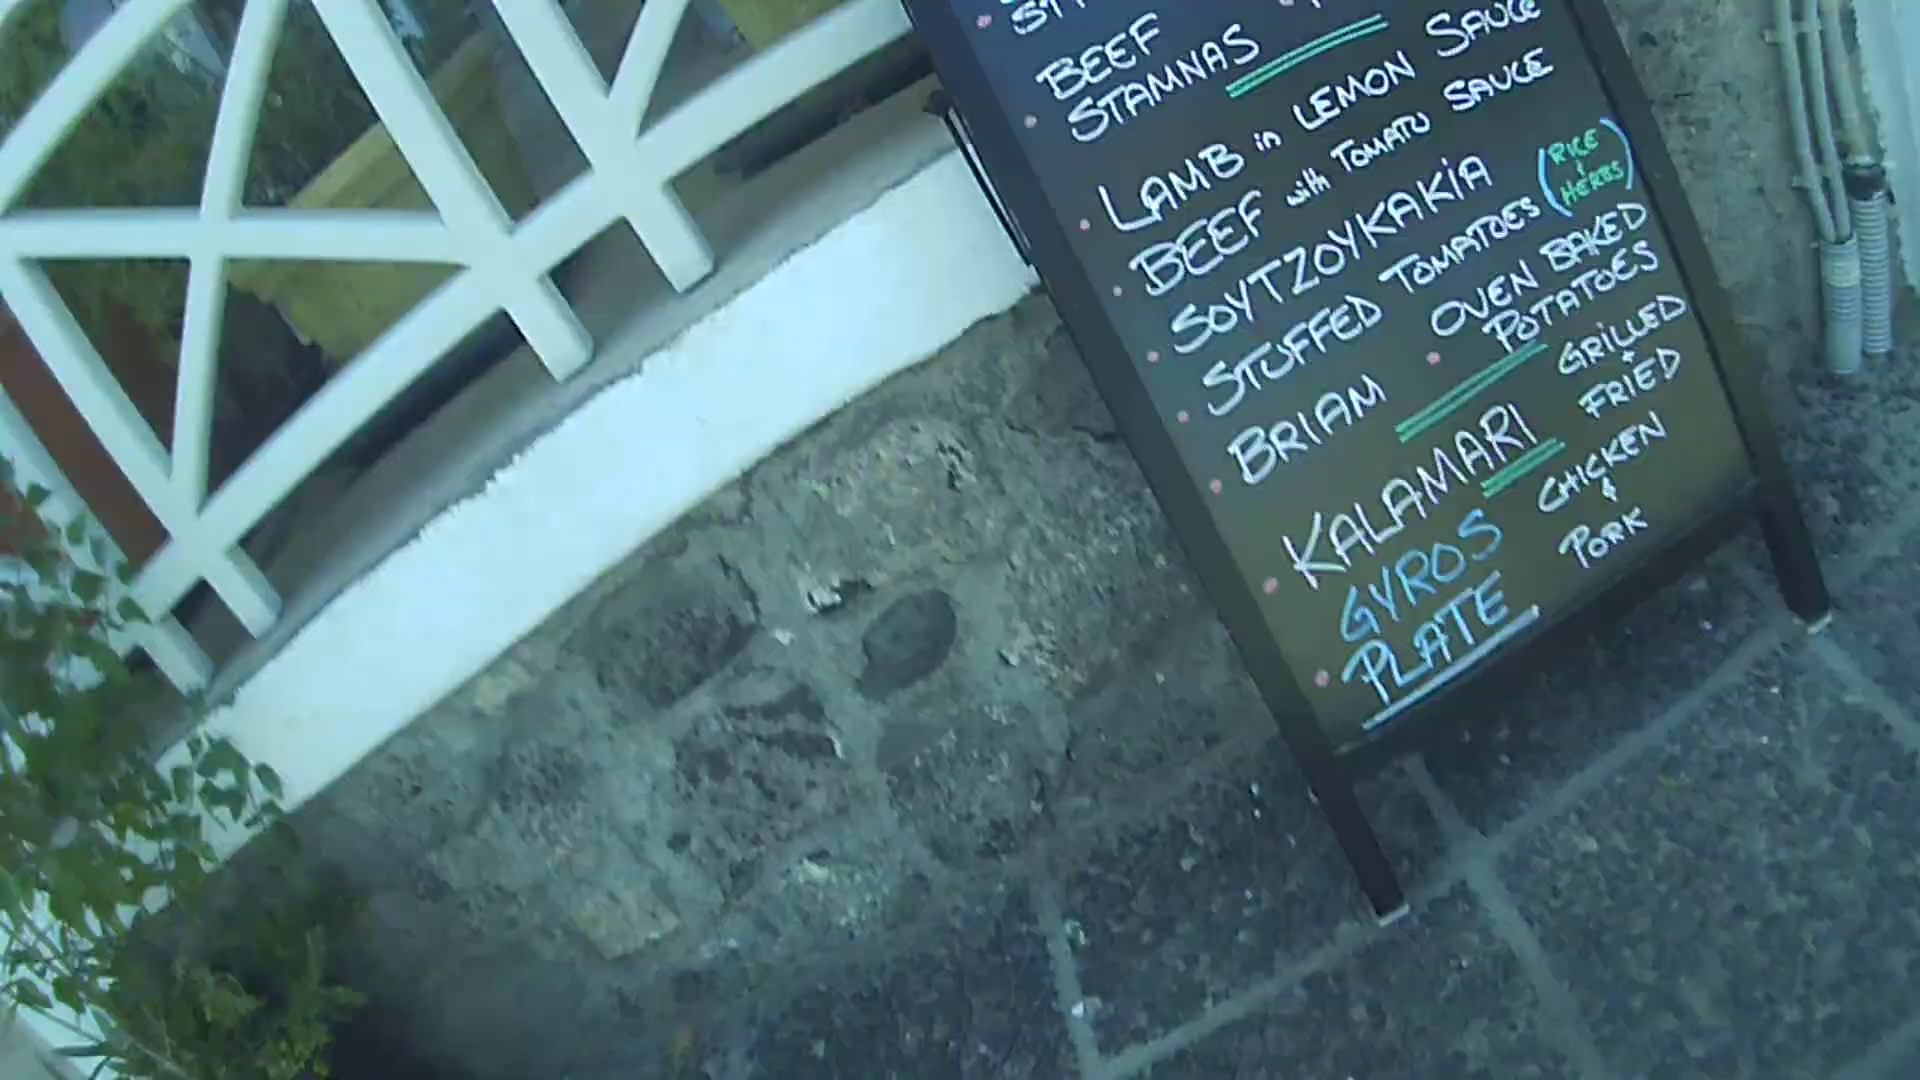 BEEF
STAMNAS
LAMB in LEMON SAUCE
BEEF with TOMATO SAUCE
SOYTZOYKAKIA
STUFFED TOMATOES (RICE + HERBS)
BRIAM • OVEN BAKED
POTATOES
KALAMARI GRILLED
+
FRIED
GYROS
PLATE
CHICKEN
&
PORK